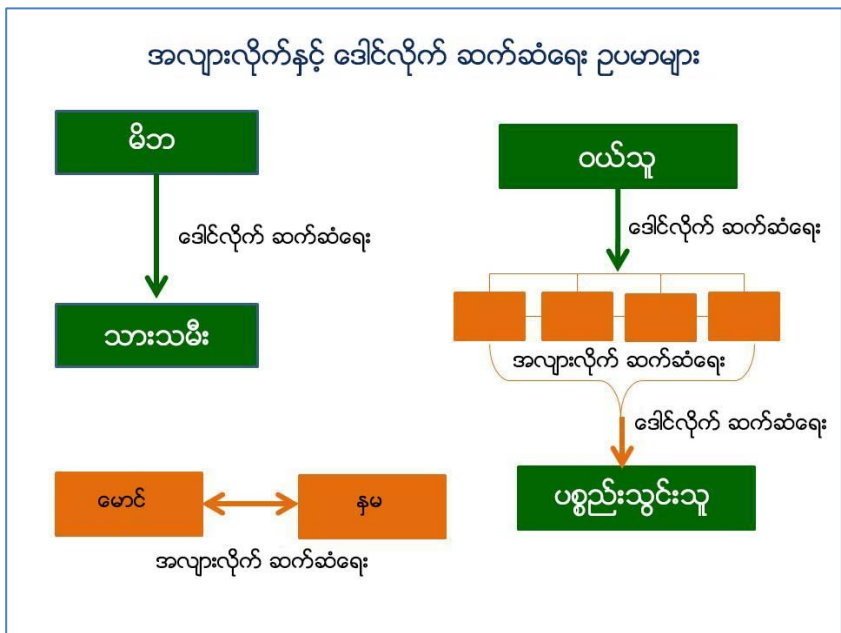 အလျားလိုက်နှင့် ဒေါင်လိုက် ဆက်ဆံရေး ဥပမာများ
မိဘ
ဒေါင်လိုက် ဆက်ဆံရေး
သားသမီး
မောင်
နှမ
အလျားလိုက် ဆက်ဆံရေး
ဝယ်သူ
ဒေါင်လိုက် ဆက်ဆံရေး
အလျားလိုက် ဆက်ဆံရေး
ဒေါင်လိုက် ဆက်ဆံရေး
ပစ္စည်းသွင်းသူ